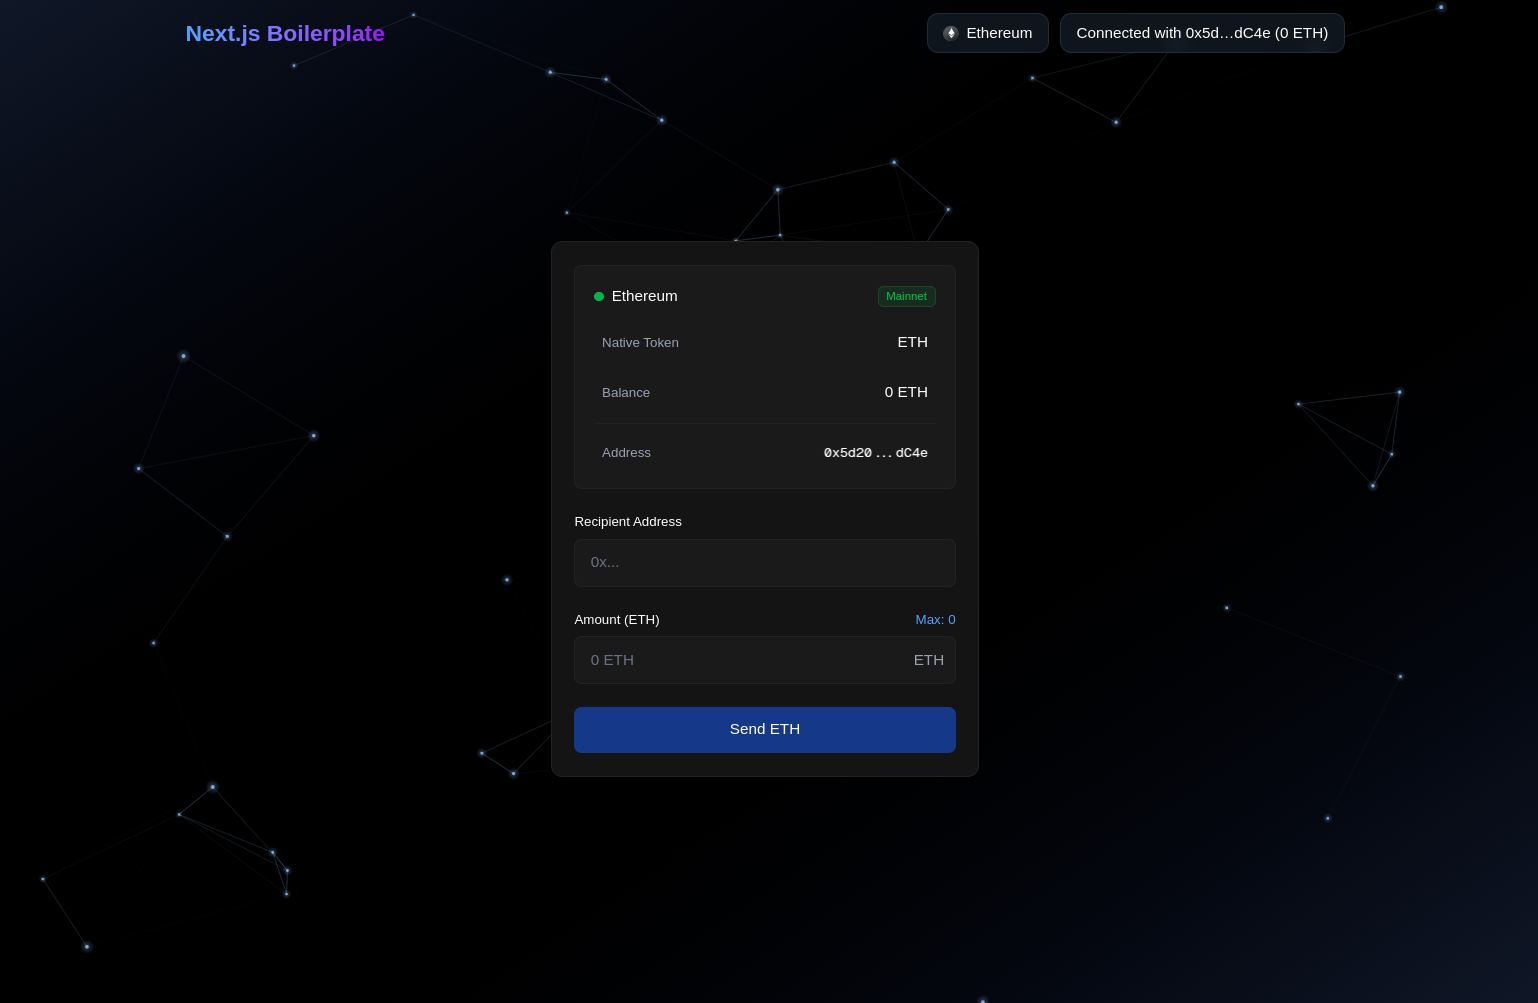 Next.js Boilerplate
Ethereum
Connected with 0x5d...dC4e (0 ETH)
Ethereum
Mainnet
Native Token
ETH
Balance
0 ETH
Address
0x5d20...dC4e
Recipient Address
0x...
Amount (ETH)
Max: 0
0 ETH
ETH
Send ETH